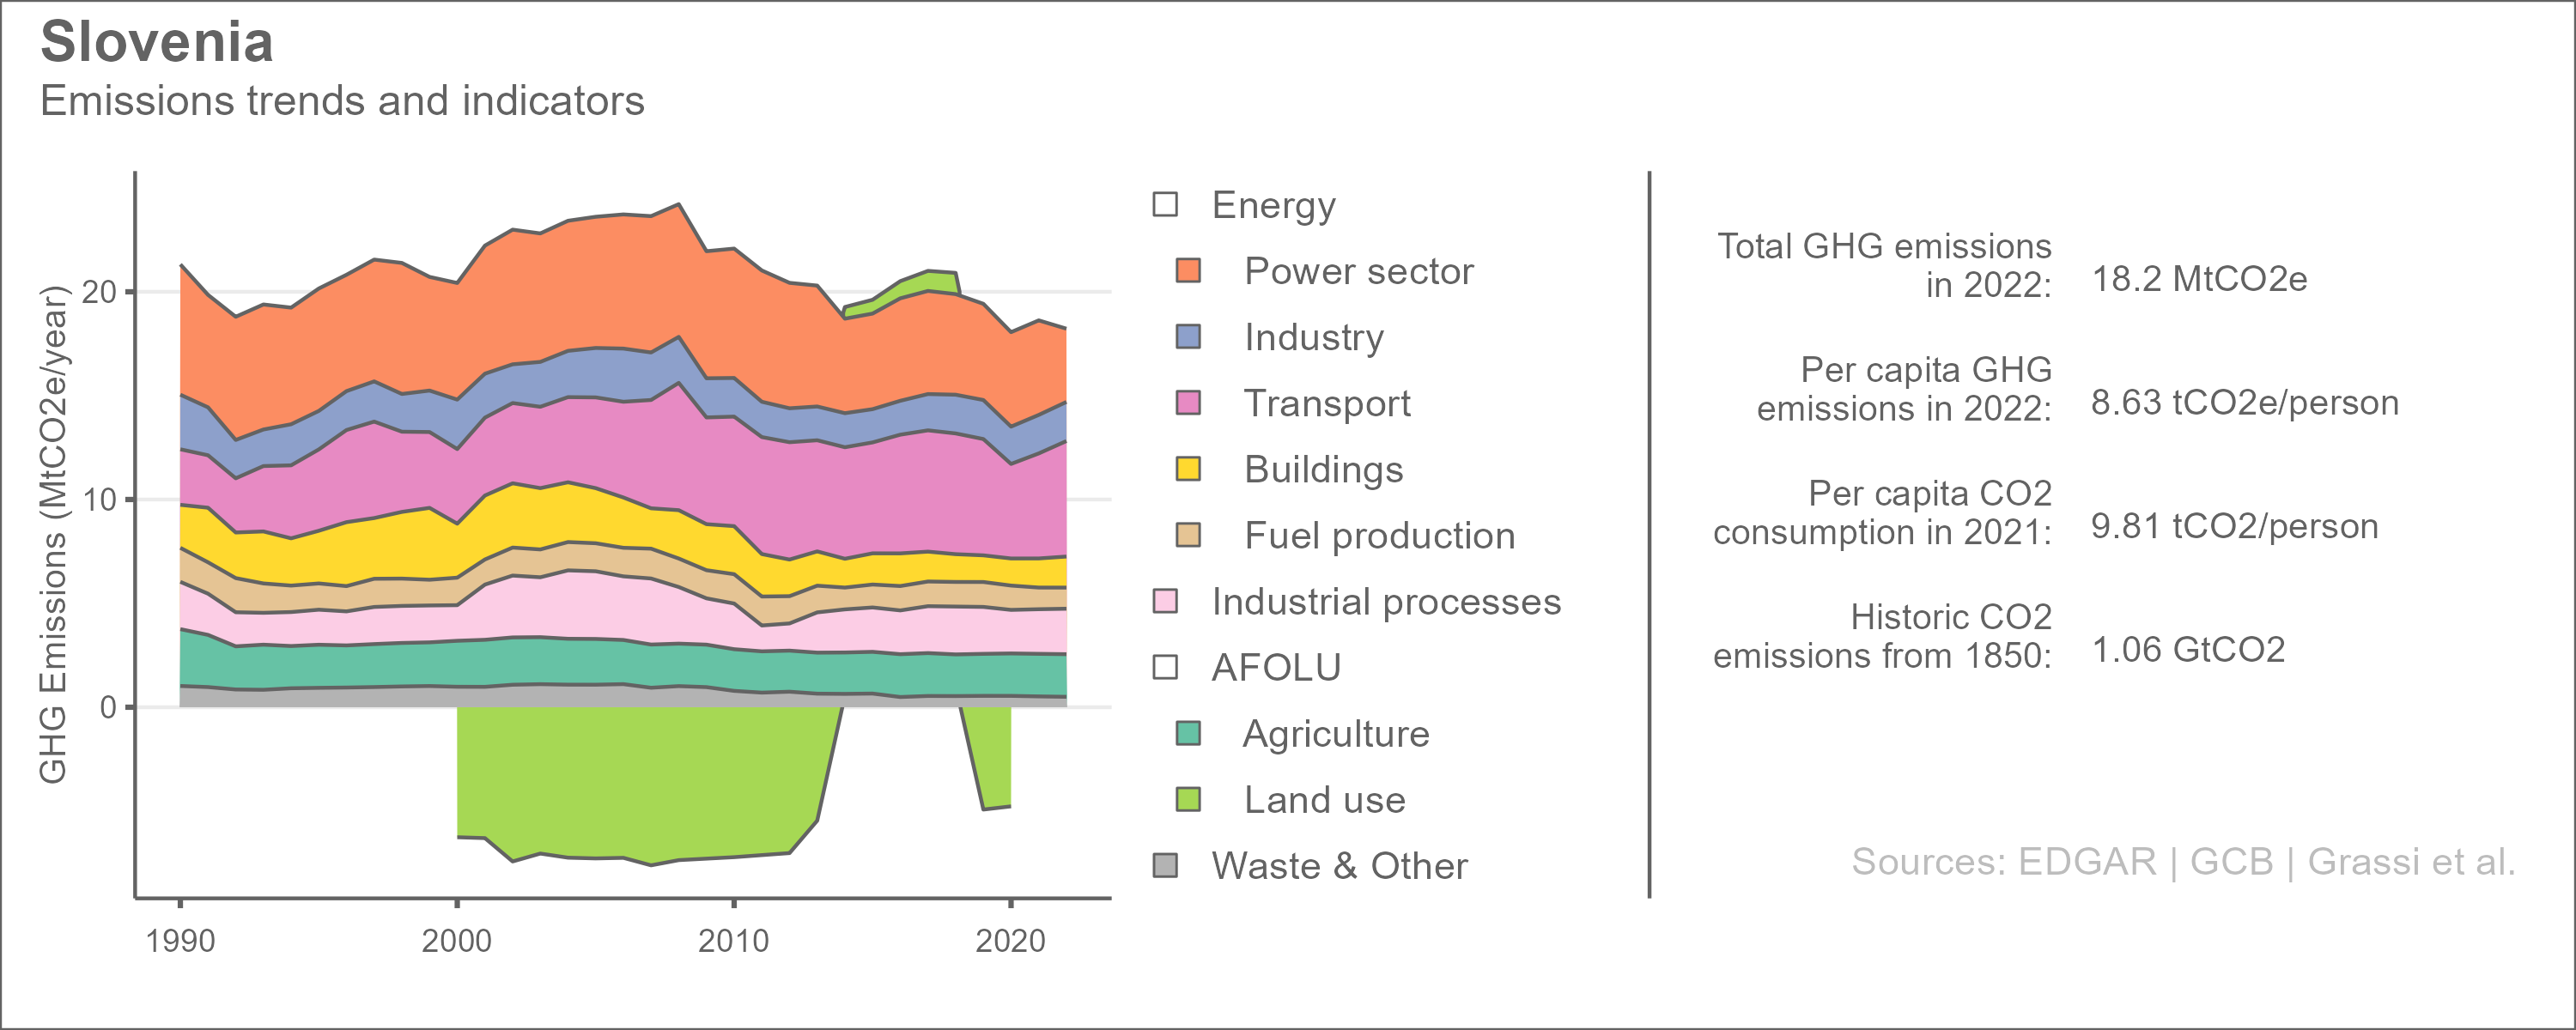 Slovenia
Emissions trends and indicators
GHG Emissions (MtCO2e/year)
20
10
0
1990
2000
2010
2020
Energy
Power sector
Industry
Transport
Buildings
Fuel production
Industrial processes
AFOLU
Agriculture
Land use
Waste & Other
Total GHG emissions
in 2022:
18.2 MtCO2e
Per capita GHG
emissions in 2022:
8.63 tCO2e/person
Per capita CO2
consumption in 2021:
9.81 tCO2/person
Historic CO2
emissions from 1850:
1.06 GtCO2
Sources: EDGAR | GCB | Grassi et al.